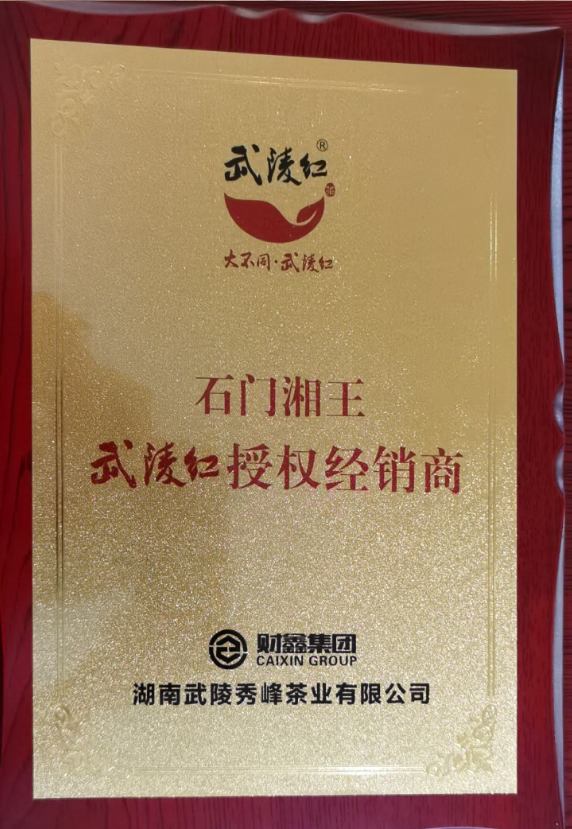 武陵红®
茶
大不同·武陵红
石门湘王
武陵红授权经销商
财鑫集团
CAIXIN GROUP
湖南武陵秀峰茶业有限公司